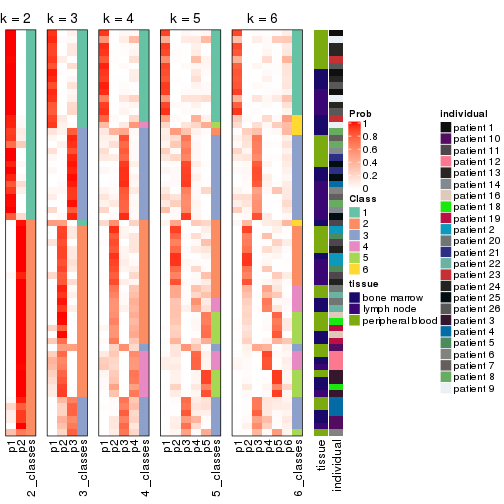 k = 2
k = 3
k = 4
k = 5
k = 6
p1
p2
2_classes
p1
p2
p3
3_classes
p1
p2
p3
p4
4_classes
p1
p2
p3
p4
p5
5_classes
p1
p2
p3
p4
p5
p6
6_classes
tissue
individual
Prob
1
0.8
0.6
0.4
0.2
0
Class
1
2
3
4
5
6
tissue
bone marrow
lymph node
peripheral blood
Individual
patient 1
patient 10
patient 11
patient 12
patient 13
patient 14
patient 16
patient 18
patient 19
patient 2
patient 20
patient 21
patient 22
patient 23
patient 24
patient 25
patient 26
patient 3
patient 4
patient 5
patient 6
patient 7
patient 8
patient 9